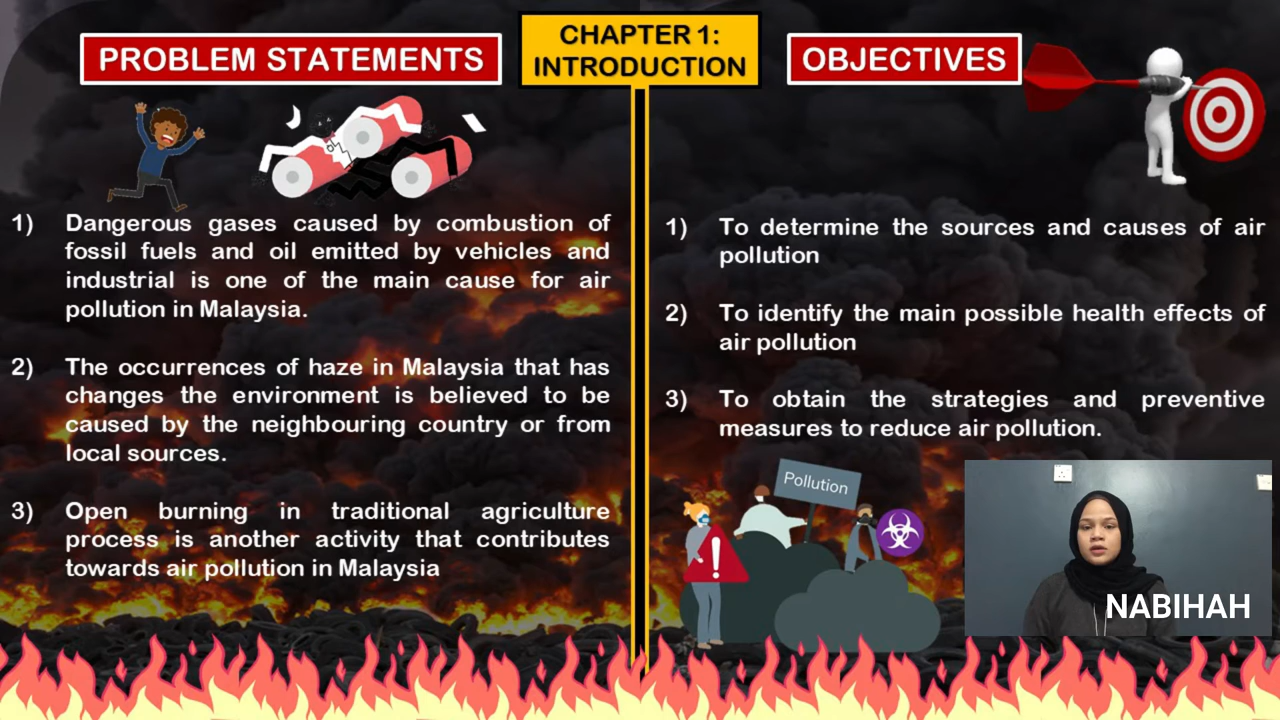 CHAPTER 1:
INTRODUCTION
PROBLEM STATEMENTS
1) Dangerous gases caused by combustion of
fossil fuels and oil emitted by vehicles and
industrial is one of the main cause for air
pollution in Malaysia.
2) The occurrences of haze in Malaysia that has
changes the environment is believed to be
caused by the neighbouring country or from
local sources.
3) Open burning in traditional agriculture
process is another activity that contributes
towards air pollution in Malaysia
OBJECTIVES
1) To determine the sources and causes of air
pollution
2) To identify the main possible health effects of
air pollution
3) To obtain the strategies and preventive
measures to reduce air pollution.
Pollution
NABIHAH